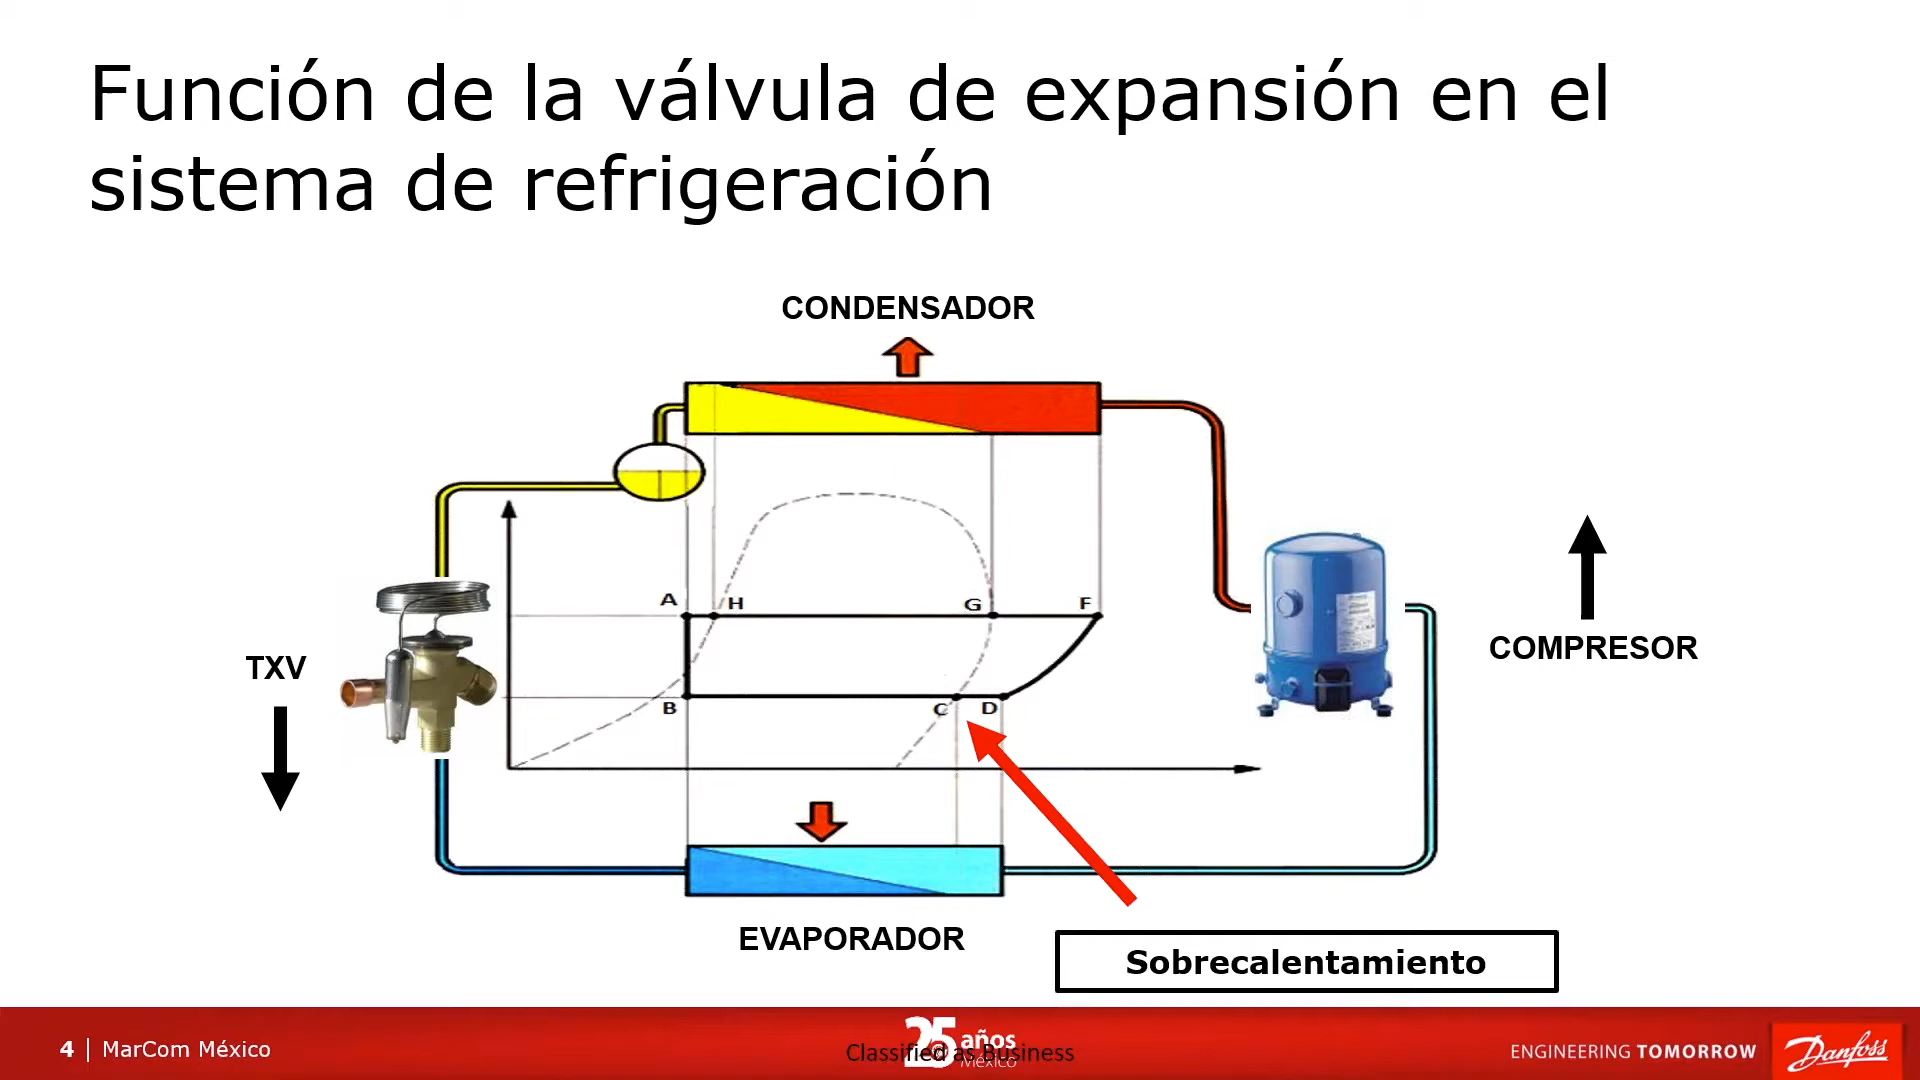 Función de la válvula de expansión en el
sistema de refrigeración
CONDENSADOR
A
H
G
F
TXV
COMPRESOR
B
C
D
EVAPORADOR
Sobrecalentamiento
4 | MarCom México
25 años
México
Classified as Business
ENGINEERING TOMORROW
Danfoss